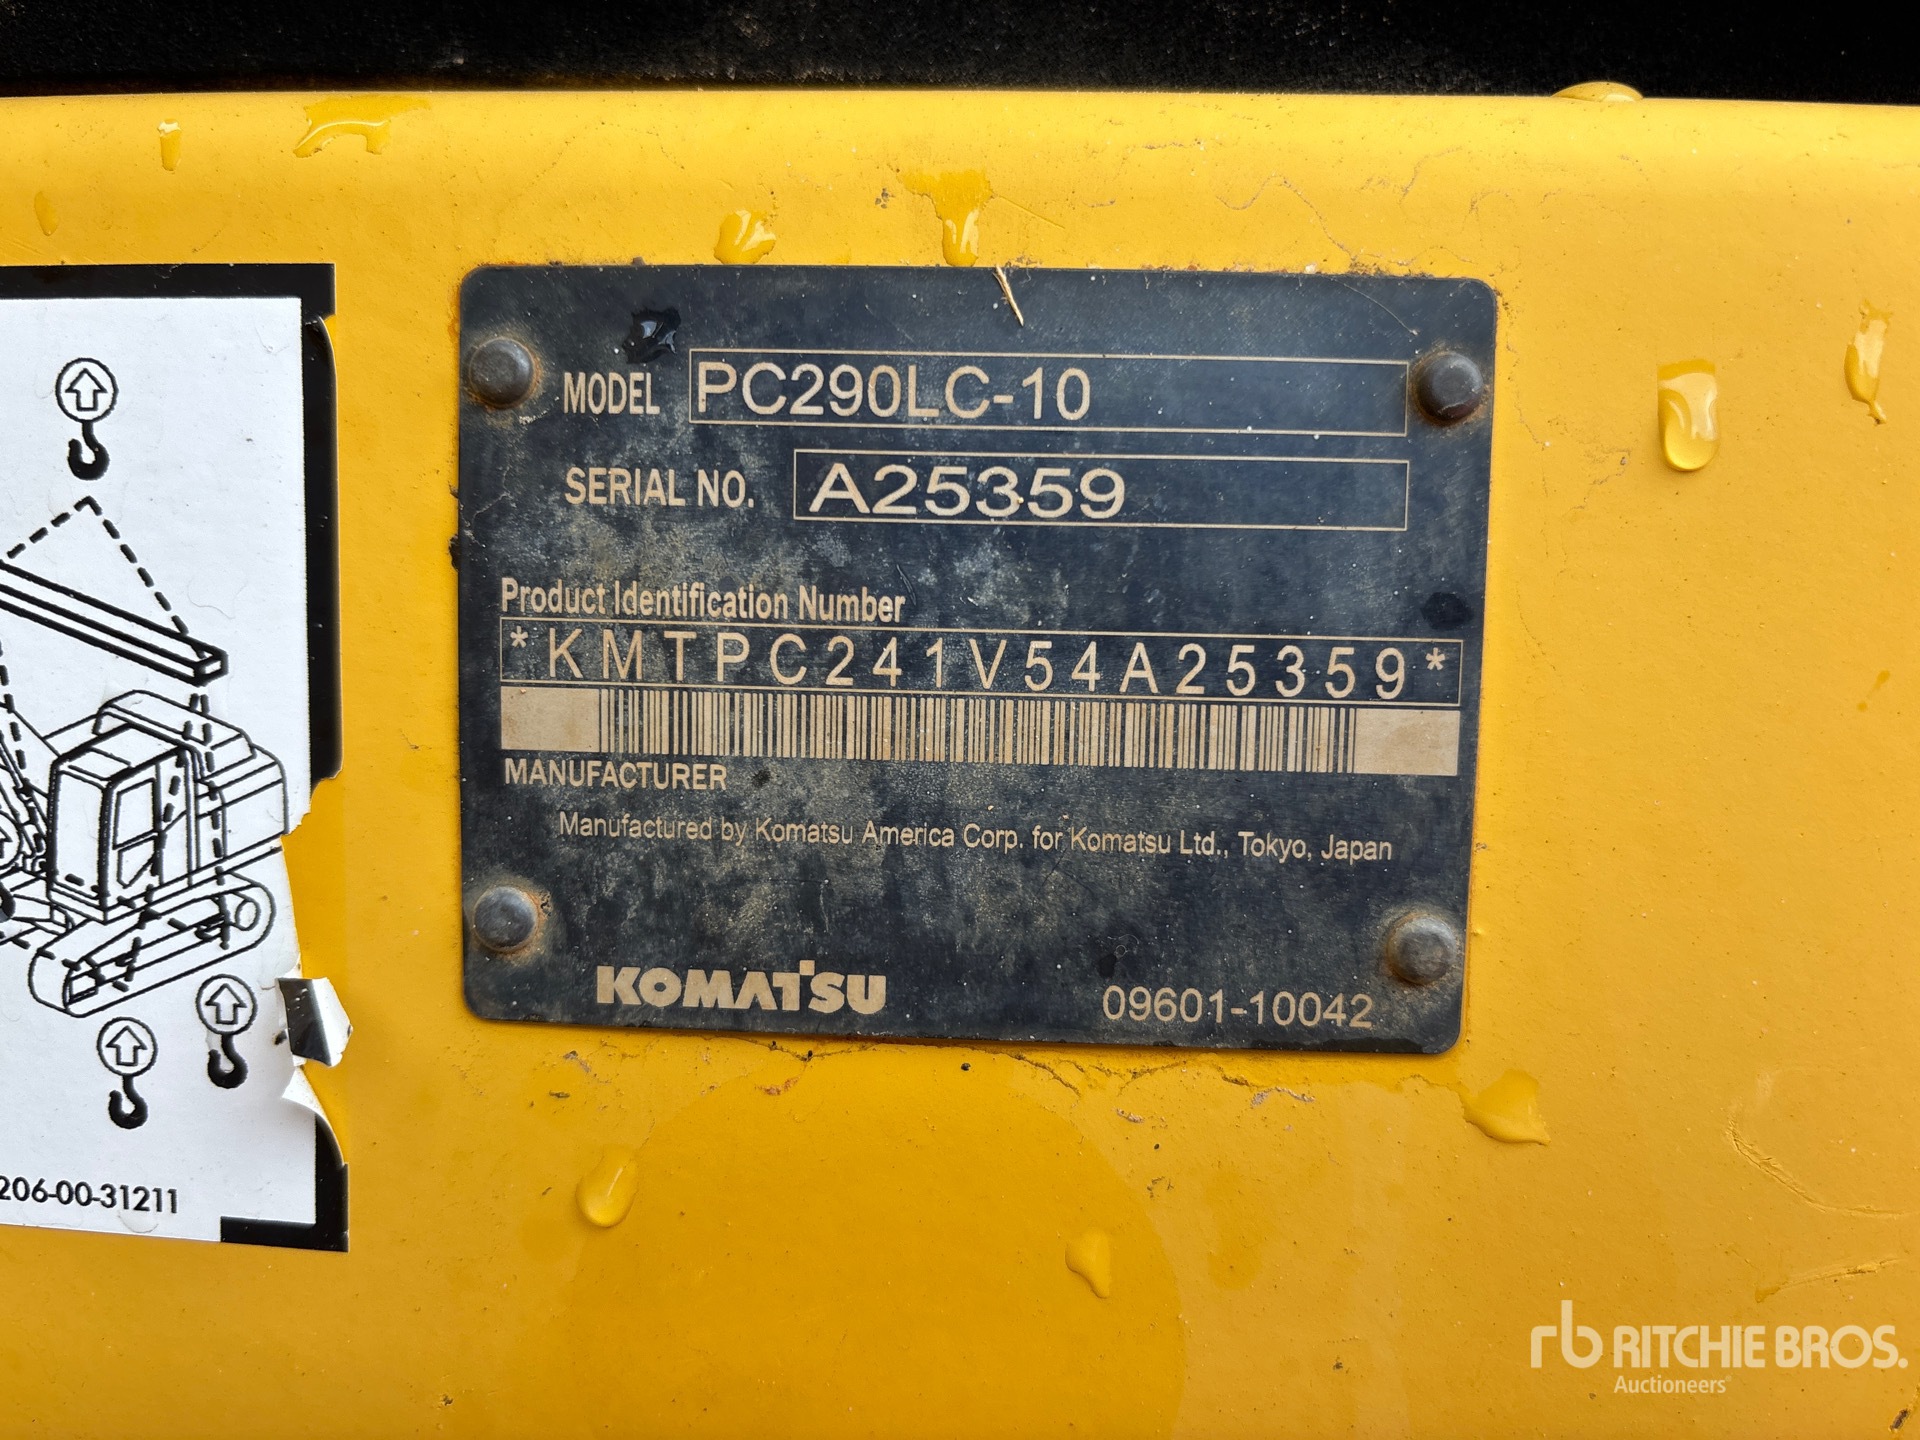 MODEL PC290LC-10
SERIAL NO. A25359
Product Identification Number
*KMTPC241V54A25359*
MANUFACTURER
Manufactured by Komatsu America Corp. for Komatsu Ltd., Tokyo, Japan
KOMATSU 09601-10042
206-00-31211
rb RITCHIE BROS.
Auctioneers